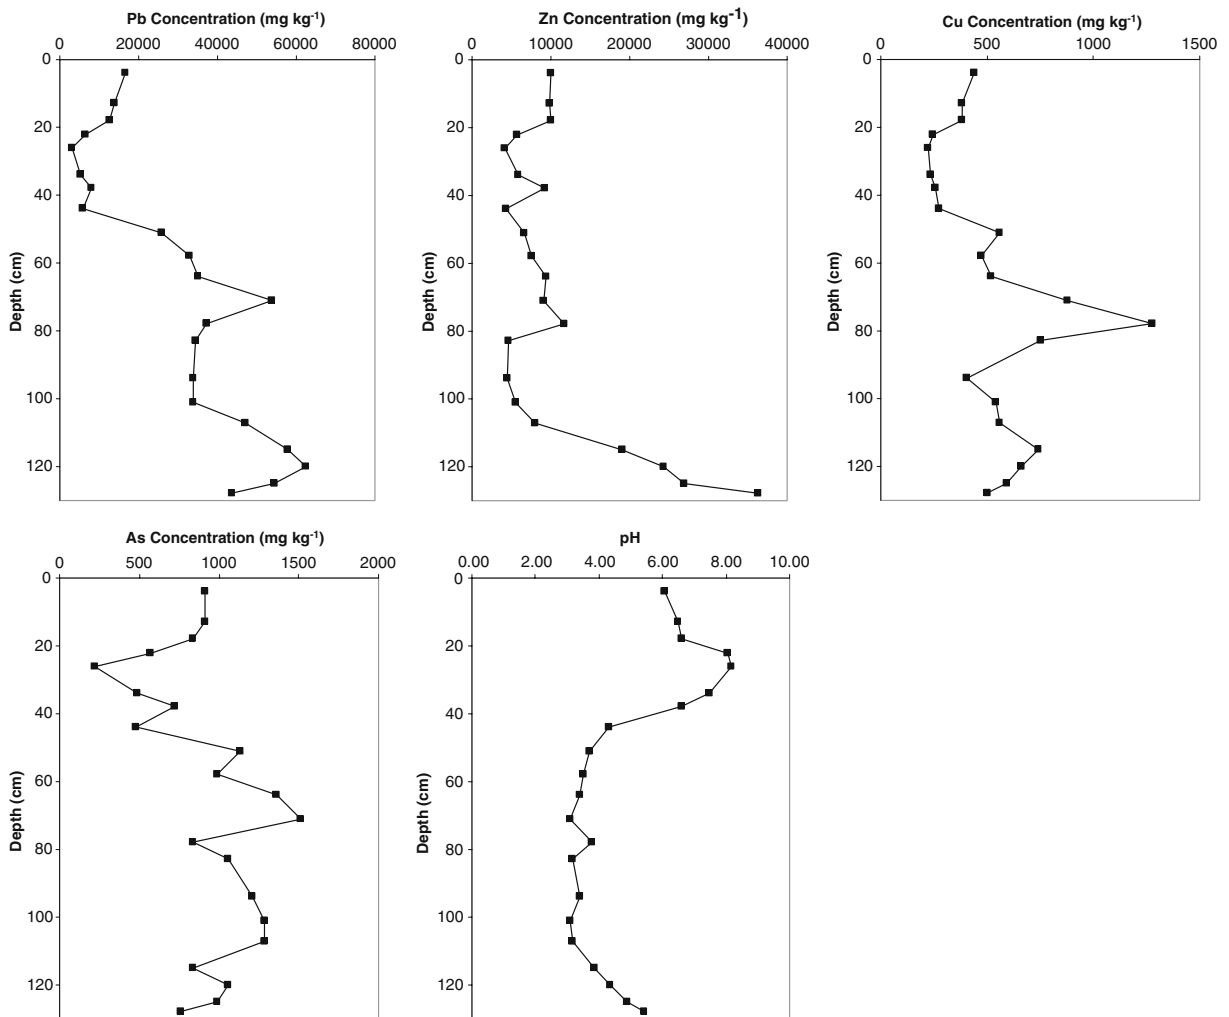 Pb Concentration (mg kg⁻¹)
0 20000 40000 60000 80000
0
20
40
60
80
100
120
Depth (cm)
Zn Concentration (mg kg⁻¹)
0 10000 20000 30000 40000
0
20
40
60
80
100
120
Depth (cm)
Cu Concentration (mg kg⁻¹)
0 500 1000 1500
0
20
40
60
80
100
120
Depth (cm)
As Concentration (mg kg⁻¹)
0 500 1000 1500 2000
0
20
40
60
80
100
120
Depth (cm)
pH
0.00 2.00 4.00 6.00 8.00 10.00
0
20
40
60
80
100
120
Depth (cm)